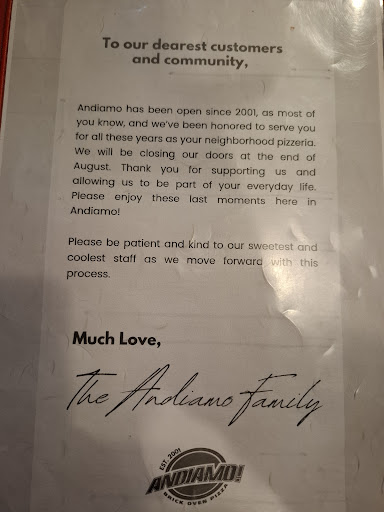 To our dearest customers
and community,
Andiamo has been open since 2001, as most of
you know, and we've been honored to serve you
for all these years as your neighborhood pizzeria.
We will be closing our doors at the end of
August. Thank you for supporting us and
allowing us to be part of your everyday life.
Please enjoy these last moments here in
Andiamo!
Please be patient and kind to our sweetest and
coolest staff as we move forward with this
process.
Much Love,
The Andiamo Family
EST. 2001
ANDIAMO!
BRICK OVEN PIZZA